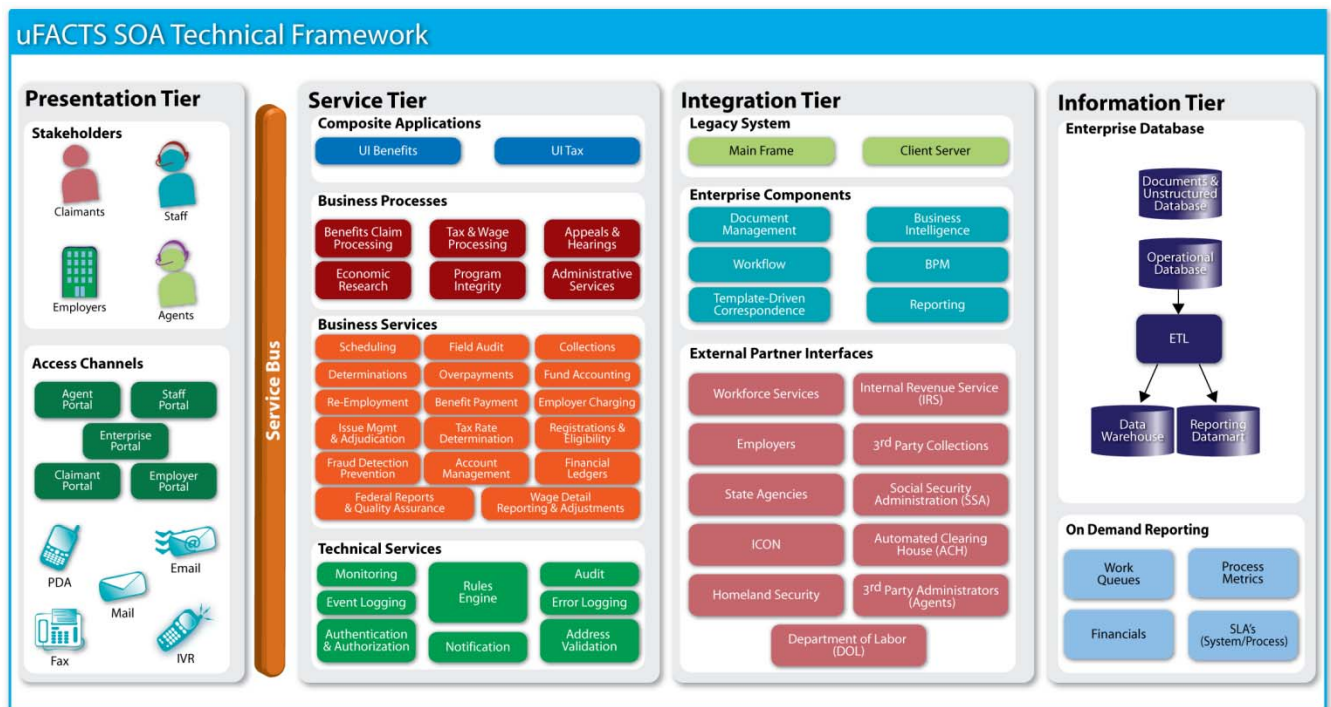 uFACTS SOA Technical Framework
Presentation Tier
Stakeholders
Claimants
Staff
Employers
Agents
Access Channels
Agent
Portal
Staff
Portal
Enterprise
Portal
Claimant
Portal
Employer
Portal
PDA
Email
Mail
Fax
IVR
Service Bus
Service Tier
Composite Applications
UI Benefits
UI Tax
Business Processes
Benefits Claim
Processing
Tax & Wage
Processing
Appeals &
Hearings
Economic
Research
Program
Integrity
Administrative
Services
Business Services
Scheduling
Field Audit
Collections
Determinations
Overpayments
Fund Accounting
Re-Employment
Benefit Payment
Employer Charging
Issue Mgmt
& Adjudication
Tax Rate
Determination
Registrations &
Eligibility
Fraud Detection
Prevention
Account
Management
Financial
Ledgers
Federal Reports
& Quality Assurance
Wage Detail
Reporting & Adjustments
Technical Services
Monitoring
Rules
Engine
Audit
Event Logging
Error Logging
Authentication
& Authorization
Notification
Address
Validation
Integration Tier
Legacy System
Main Frame
Client Server
Enterprise Components
Document
Management
Business
Intelligence
Workflow
BPM
Template-Driven
Correspondence
Reporting
External Partner Interfaces
Workforce Services
Internal Revenue Service
(IRS)
Employers
3rd Party Collections
State Agencies
Social Security
Administration (SSA)
ICON
Automated Clearing
House (ACH)
Homeland Security
3rd Party Administrators
(Agents)
Department of Labor
(DOL)
Information Tier
Enterprise Database
Documents &
Unstructured
Database
Operational
Database
ETL
Data
Warehouse
Reporting
Datamart
On Demand Reporting
Work
Queues
Process
Metrics
Financials
SLA's
(System/Process)